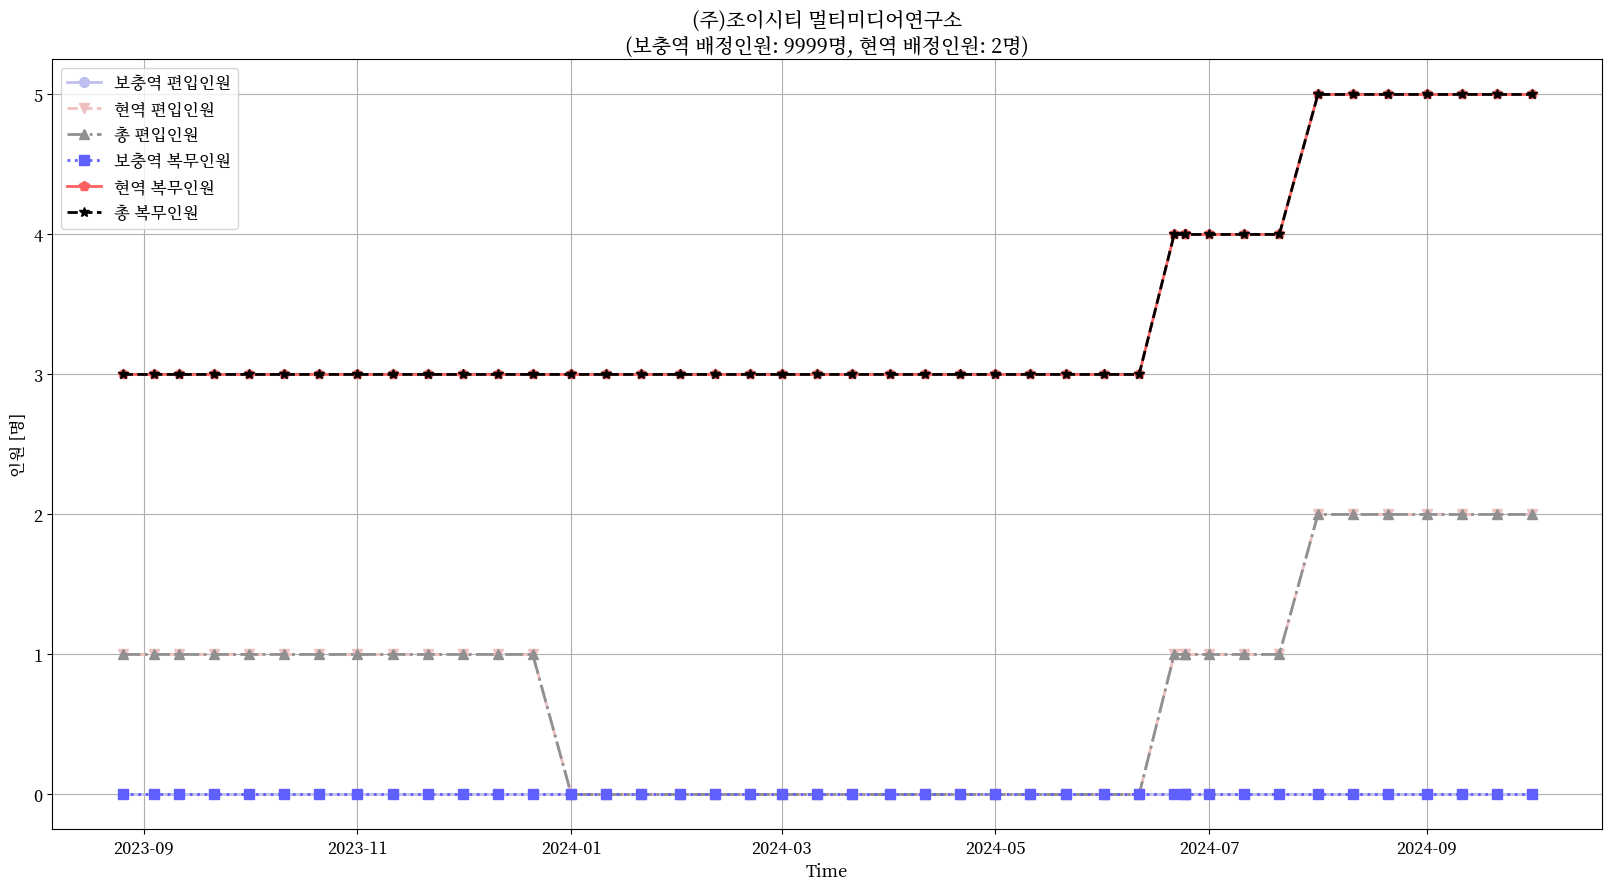 (주)조이시티 멀티미디어연구소
(보충역 배정인원: 9999명, 현역 배정인원: 2명)
보충역 편입인원
현역 편입인원
총 편입인원
보충역 복무인원
현역 복무인원
총 복무인원
인원 [명]
5
4
3
2
1
0
2023-09
2023-11
2024-01
2024-03
2024-05
2024-07
2024-09
Time